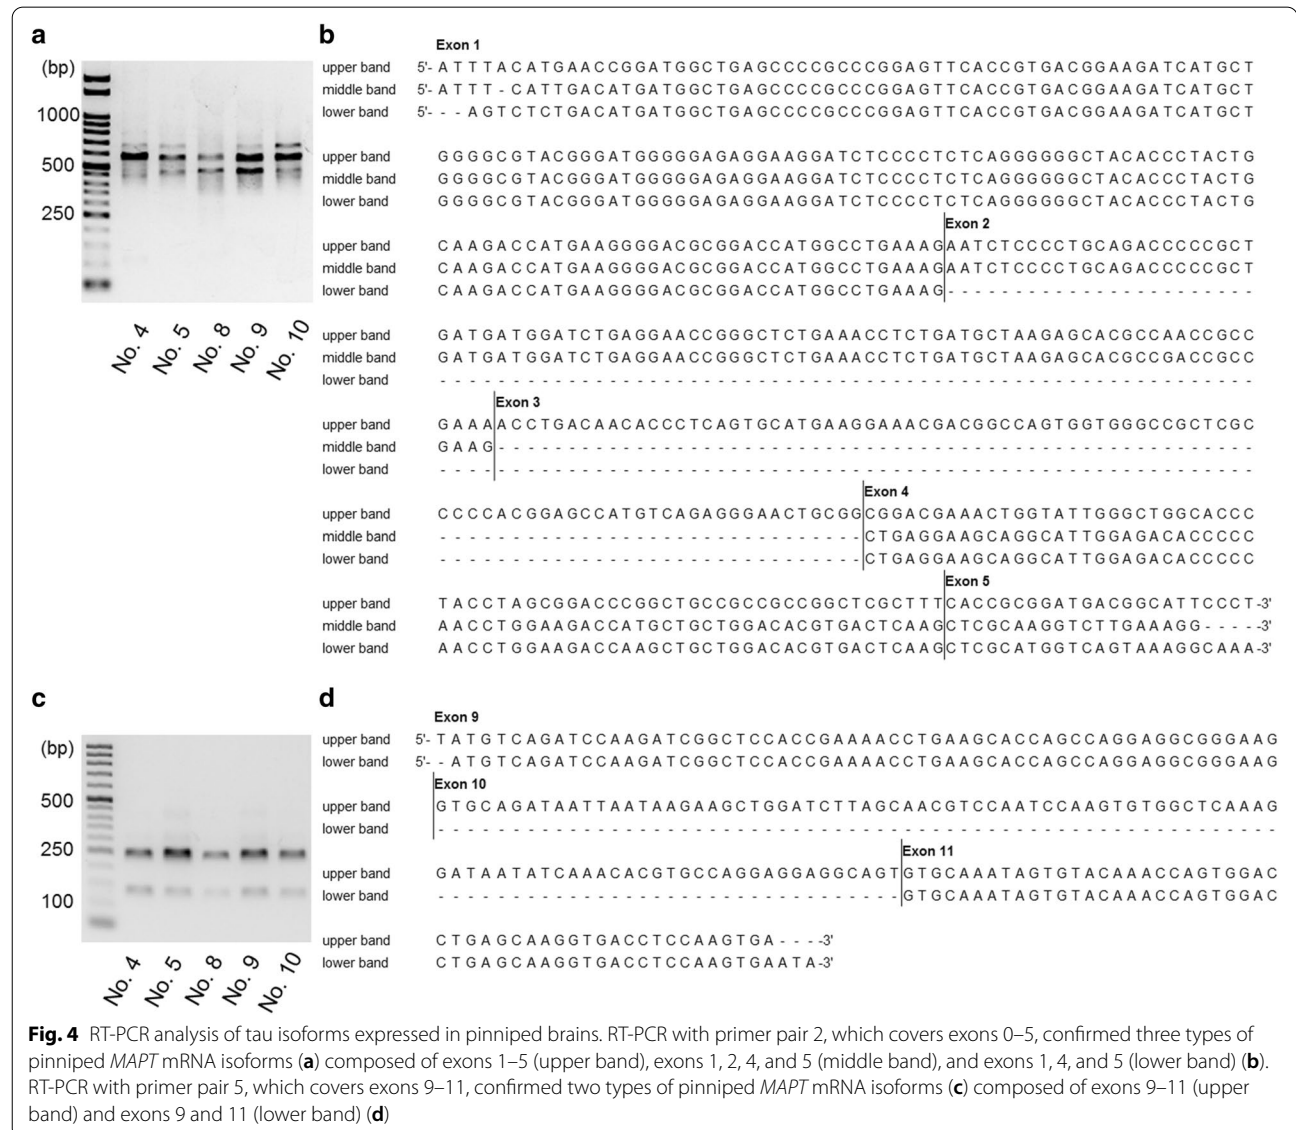 a
(bp)
1000
500
250
No. 4
No. 5
No. 8
No. 9
No. 10
b
Exon 1
upper band 5'- A T T T A C A T G A A C C G G A T G G C T G A G C C C C G C C C G G A G T T C A C C G T G A C G G A A G A T C A T G C T
middle band 5'- A T T T - C A T T G A C A T G A T G G C T G A G C C C C G C C C G G A G T T C A C C G T G A C G G A A G A T C A T G C T
lower band 5'- - - A G T C T C T G A C A T G A T G G C T G A G C C C C G C C C G G A G T T C A C C G T G A C G G A A G A T C A T G C T
upper band G G G G C G T A C G G G A T G G G G G A G A G G A A G G A T C T C C C C T C T C A G G G G G G C T A C A C C C T A C T G
middle band G G G G C G T A C G G G A T G G G G G A G A G G A A G G A T C T C C C C T C T C A G G G G G G C T A C A C C C T A C T G
lower band G G G G C G T A C G G G A T G G G G G A G A G G A A G G A T C T C C C C T C T C A G G G G G G C T A C A C C C T A C T G
Exon 2
upper band C A A G A C C A T G A A G G G G A C G C G G A C C A T G G C C T G A A A G A A T C T C C C C T G C A G A C C C C C G C T
middle band C A A G A C C A T G A A G G G G A C G C G G A C C A T G G C C T G A A A G A A T C T C C C C T G C A G A C C C C C G C T
lower band C A A G A C C A T G A A G G G G A C G C G G A C C A T G G C C T G A A A G - - - - - - - - - - - - - - - - - - - - - - -
upper band G A T G A T G G A T C T G A G G A A C C G G G C T C T G A A A C C T C T G A T G C T A A G A G C A C G C C A A C C G C C
middle band G A T G A T G G A T C T G A G G A A C C G G G C T C T G A A A C C T C T G A T G C T A A G A G C A C G C C G A C C G C C
lower band - - - - - - - - - - - - - - - - - - - - - - - - - - - - - - - - - - - - - - - - - - - - - - - - - - - - - - - - - - - -
Exon 3
upper band G A A A A C C T G A C A A C A C C C T C A G T G C A T G A A G G A A A C G A C G G C C A G T G G T G G G C C G C T C G C
middle band G A A G - - - - - - - - - - - - - - - - - - - - - - - - - - - - - - - - - - - - - - - - - - - - - - - - - - - - - - - -
lower band - - - - - - - - - - - - - - - - - - - - - - - - - - - - - - - - - - - - - - - - - - - - - - - - - - - - - - - - - - - -
Exon 4
upper band C C C C A C G G A G C C A T G T C A G A G G G A A C T G C G G C G G A C G A A A C T G G T A T T G G G C T G G C A C C C
middle band - - - - - - - - - - - - - - - - - - - - - - - - - - - - - - - C T G A G G A A G C A G G C A T T G G A G A C A C C C C C
lower band - - - - - - - - - - - - - - - - - - - - - - - - - - - - - - - C T G A G G A A G C A G G C A T T G G A G A C A C C C C C
Exon 5
upper band T A C C T A G C G G A C C C G G C T G C C G C C G C C G G C T C G C T T T C A C C G C G G A T G A C G G C A T T C C C T -3'
middle band A A C C T G G A A G A C C A T G C T G C T G G A C A C G T G A C T C A A G C T C G C A A G G T C T T G A A A G G - - - - -3'
lower band A A C C T G G A A G A C C A A G C T G C T G G A C A C G T G A C T C A A G C T C G C A T G G T C A G T A A A G G C A A A -3'
c
(bp)
500
250
100
No. 4
No. 5
No. 8
No. 9
No. 10
d
Exon 9
upper band 5'- T A T G T C A G A T C C A A G A T C G G C T C C A C C G A A A A C C T G A A G C A C C A G C C A G G A G G C G G G A A G
lower band 5'- - A T G T C A G A T C C A A G A T C G G C T C C A C C G A A A A C C T G A A G C A C C A G C C A G G A G G C G G G A A G
Exon 10
upper band G T G C A G A T A A T T A A T A A G A A G C T G G A T C T T A G C A A C G T C C A A T C C A A G T G T G G C T C A A A G
lower band - - - - - - - - - - - - - - - - - - - - - - - - - - - - - - - - - - - - - - - - - - - - - - - - - - - - - - - - - - - -
Exon 11
upper band G A T A A T A T C A A A C A C G T G C C A G G A G G A G G C A G T G T G C A A A T A G T G T A C A A A C C A G T G G A C
lower band - - - - - - - - - - - - - - - - - - - - - - - - - - - - - - - - - G T G C A A A T A G T G T A C A A A C C A G T G G A C
upper band C T G A G C A A G G T G A C C T C C A A G T G A - - - -3'
lower band C T G A G C A A G G T G A C C T C C A A G T G A A T A -3'
Fig. 4 RT-PCR analysis of tau isoforms expressed in pinniped brains. RT-PCR with primer pair 2, which covers exons 0–5, confirmed three types of
pinniped MAPT mRNA isoforms (a) composed of exons 1–5 (upper band), exons 1, 2, 4, and 5 (middle band), and exons 1, 4, and 5 (lower band) (b).
RT-PCR with primer pair 5, which covers exons 9–11, confirmed two types of pinniped MAPT mRNA isoforms (c) composed of exons 9–11 (upper
band) and exons 9 and 11 (lower band) (d)